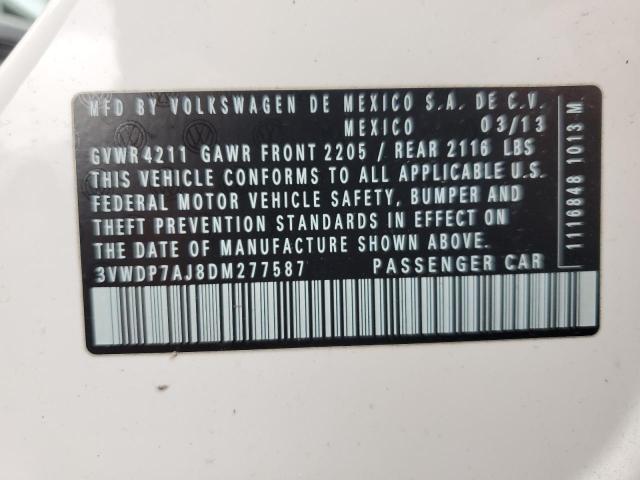 MFD BY VOLKSWAGEN DE MEXICO S.A. DE C.V.
MEXICO 03/13
GVWR 4211 GAWR FRONT 2205 / REAR 2116 LBS
THIS VEHICLE CONFORMS TO ALL APPLICABLE U.S.
FEDERAL MOTOR VEHICLE SAFETY, BUMPER AND
THEFT PREVENTION STANDARDS IN EFFECT ON
THE DATE OF MANUFACTURE SHOWN ABOVE.
3VWDP7AJ8DM277587 PASSENGER CAR
1116848 1013 M